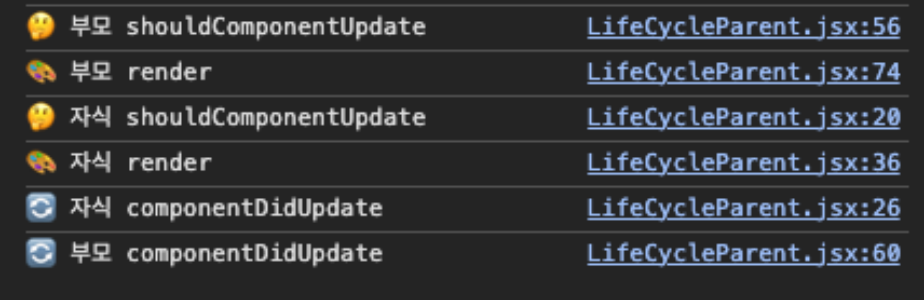 🤔 부모 shouldComponentUpdate LifeCycleParent.jsx:56
🎨 부모 render LifeCycleParent.jsx:74
🤔 자식 shouldComponentUpdate LifeCycleParent.jsx:20
🎨 자식 render LifeCycleParent.jsx:36
🔄 자식 componentDidUpdate LifeCycleParent.jsx:26
🔄 부모 componentDidUpdate LifeCycleParent.jsx:60